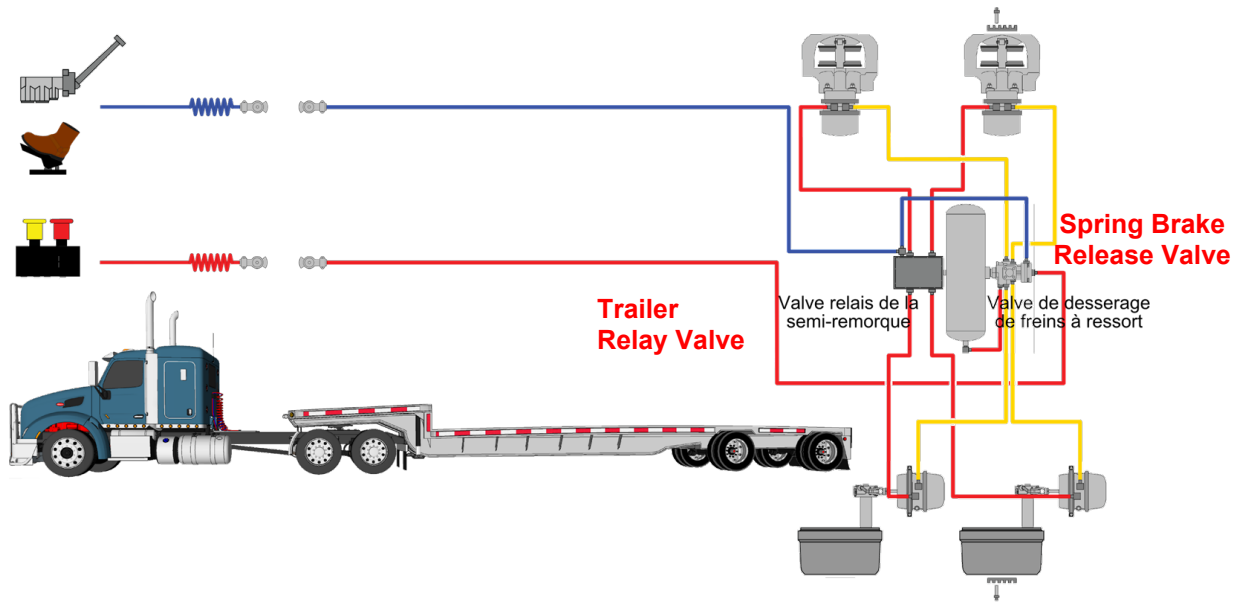 Spring Brake
Release Valve
Trailer
Relay Valve
Valve relais de la
semi-remorque
Valve de desserage
de freins à ressort